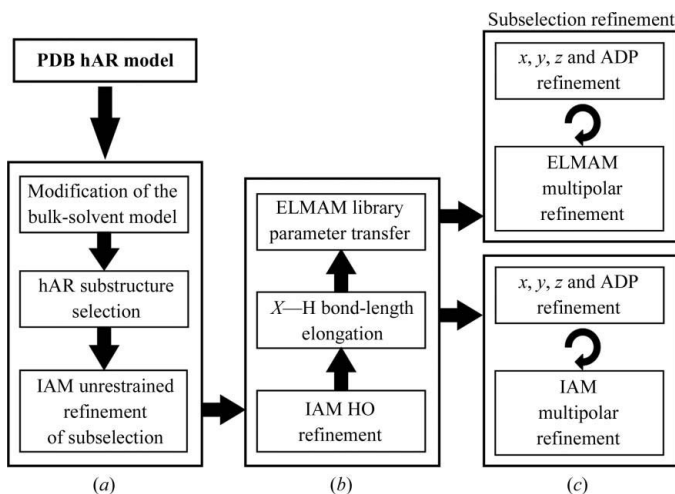 PDB hAR model
Modification of the
bulk-solvent model
hAR substructure
selection
IAM unrestrained
refinement
of subselection
(a)
ELMAM library
parameter transfer
X—H bond-length
elongation
IAM HO
refinement
(b)
Subselection refinement
x, y, z and ADP
refinement
ELMAM
multipolar
refinement
x, y, z and ADP
refinement
IAM
multipolar
refinement
(c)